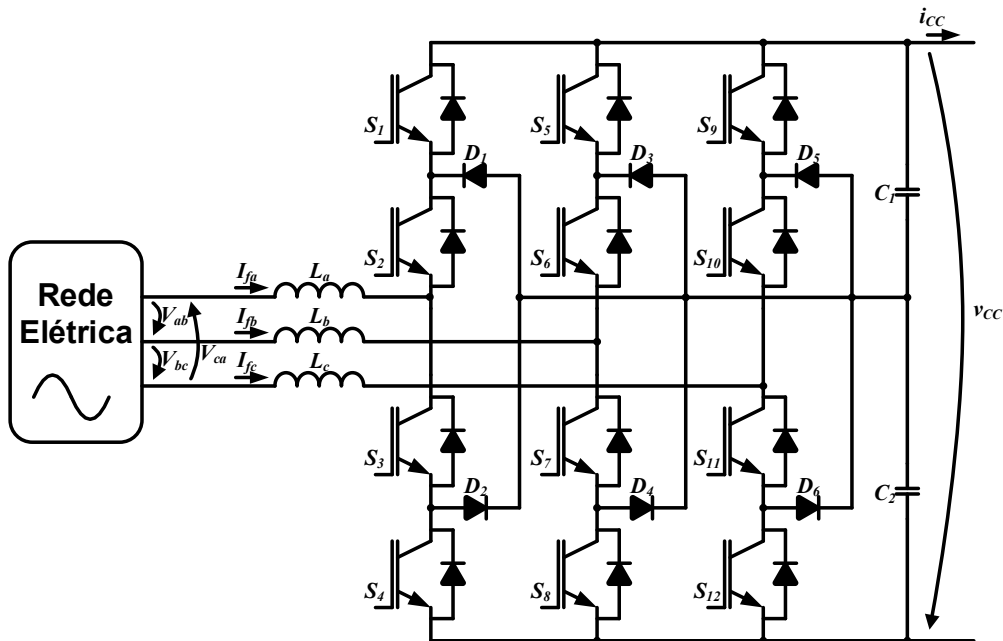 i_CC
S_1
S_5
S_9
D_1
D_3
D_5
C_1
S_2
S_6
S_10
Rede
Elétrica
I_fa
L_a
V_ab
I_fb
L_b
V_ca
v_CC
V_bc
I_fc
L_c
S_3
S_7
S_11
D_2
D_4
D_6
C_2
S_4
S_8
S_12